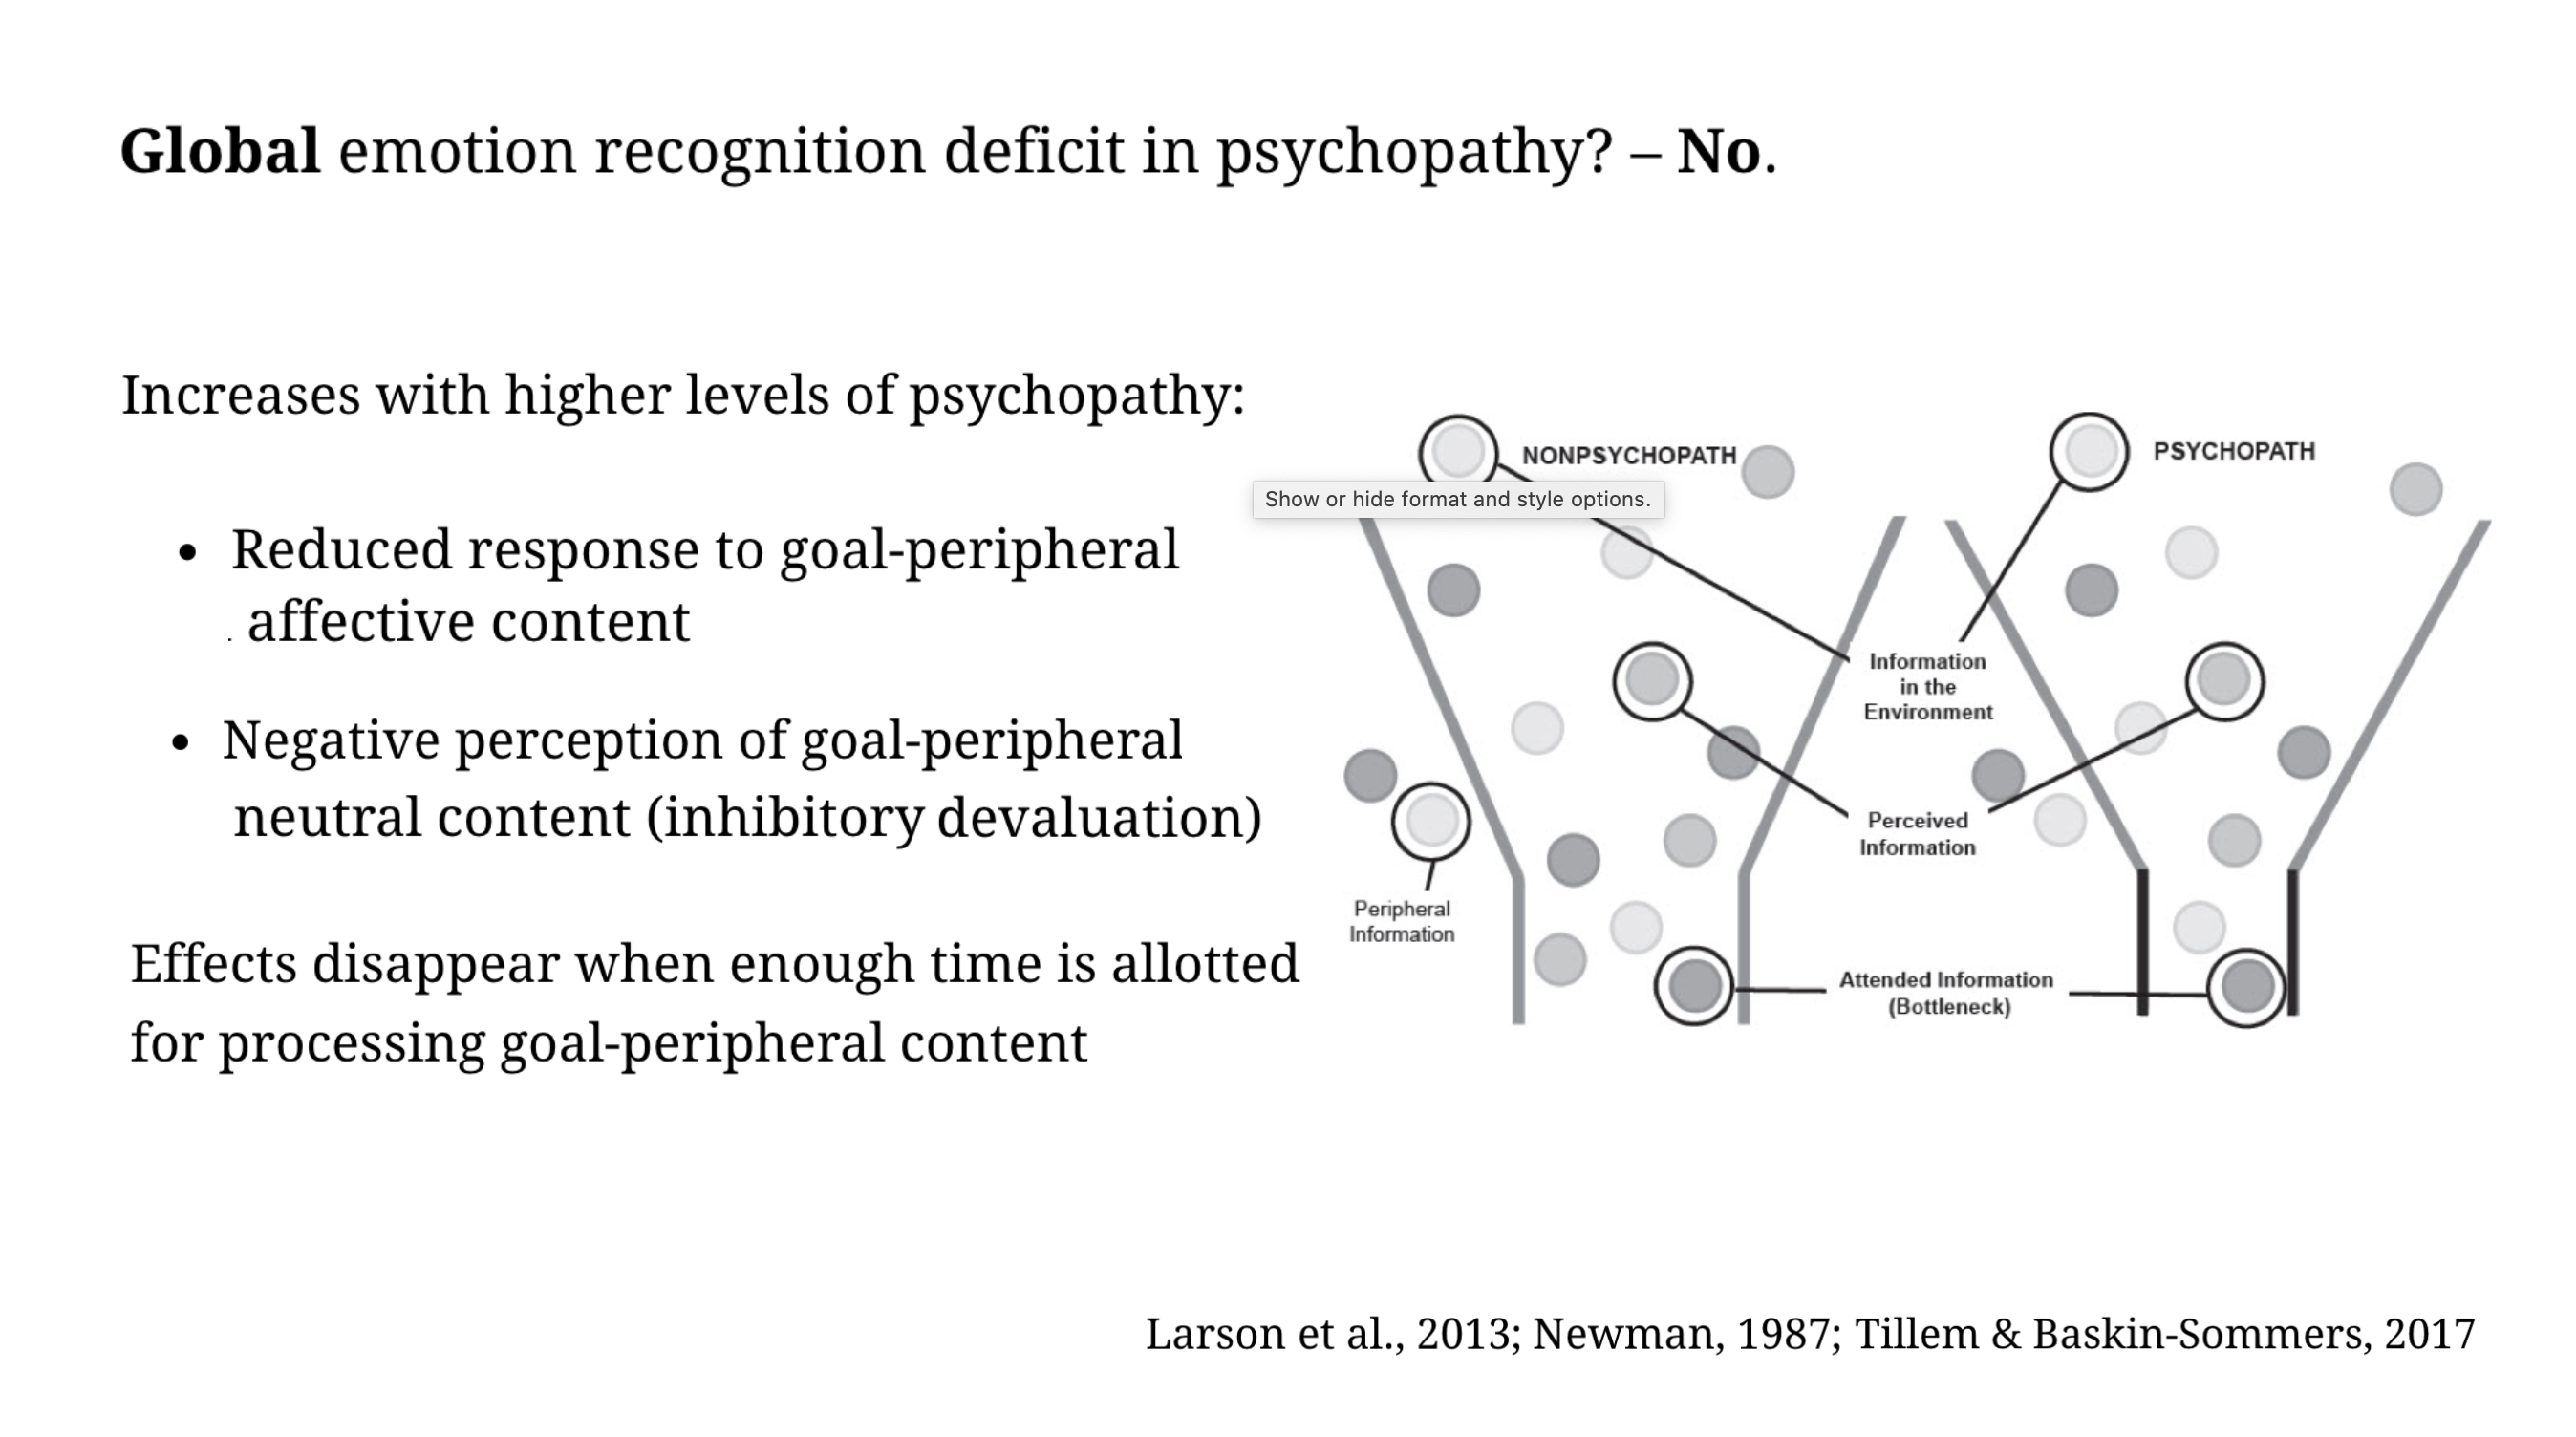 Global emotion recognition deficit in psychopathy? – No.
Increases with higher levels of psychopathy:
• Reduced response to goal-peripheral
. affective content
• Negative perception of goal-peripheral
neutral content (inhibitory devaluation)
Effects disappear when enough time is allotted
for processing goal-peripheral content
NONPSYCHOPATH
PSYCHOPATH
Show or hide format and style options.
Information
in the
Environment
Perceived
Information
Peripheral
Information
Attended Information
(Bottleneck)
Larson et al., 2013; Newman, 1987; Tillem & Baskin-Sommers, 2017